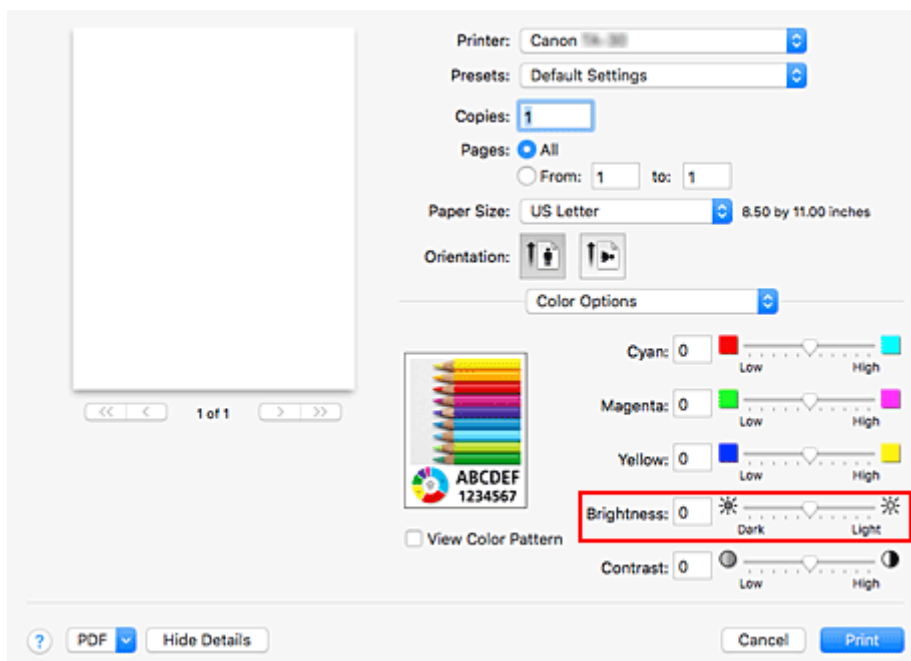 Printer: Canon
Presets: Default Settings
Copies: 1
Pages: All
From: 1 to: 1
Paper Size: US Letter 8.50 by 11.00 inches
Orientation:
Color Options
Cyan: 0
Low High
Magenta: 0
Low High
Yellow: 0
Low High
Brightness: 0
Dark Light
Contrast: 0
Low High
<< < 1 of 1 > >>
ABCDEF
1234567
View Color Pattern
? PDF Hide Details Cancel Print